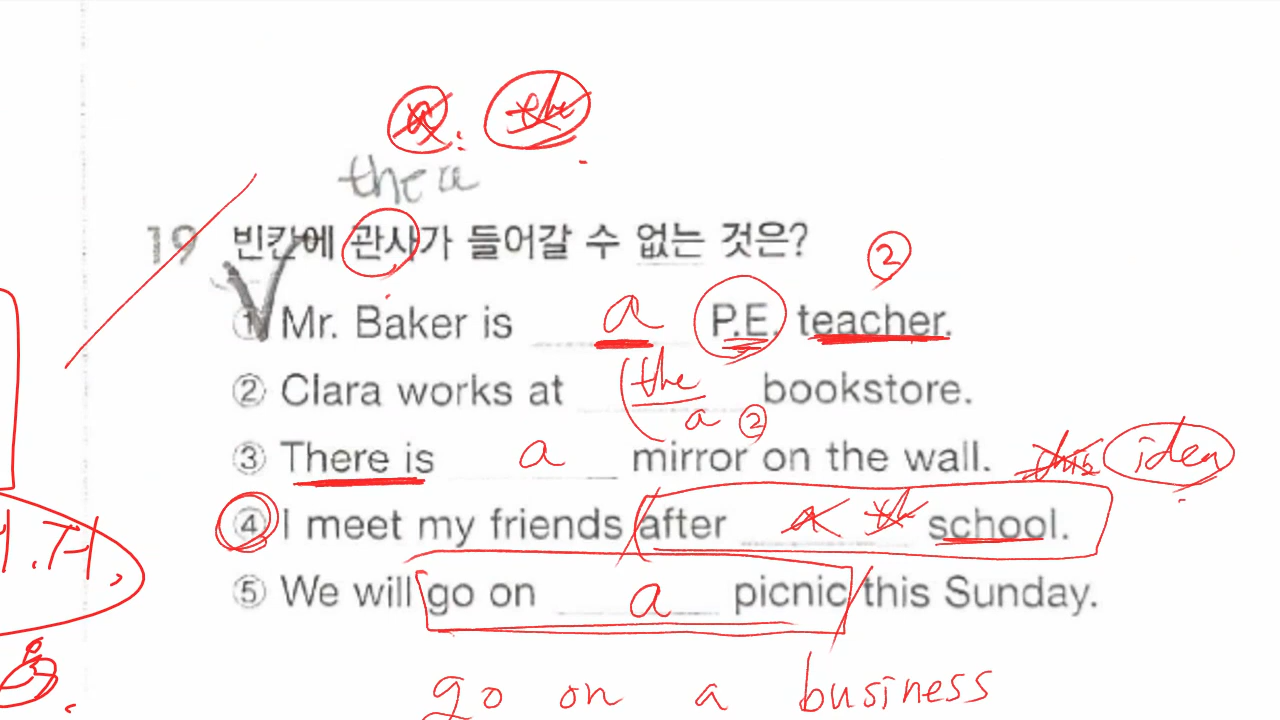 a. the.
the a
19 빈칸에 관사가 들어갈 수 없는 것은?
②
① Mr. Baker is a P.E. teacher.
② Clara works at the bookstore.
a ②
③ There is a mirror on the wall. idea
④ I meet my friends after a the school.
⑤ We will go on a picnic this Sunday.
go on a business